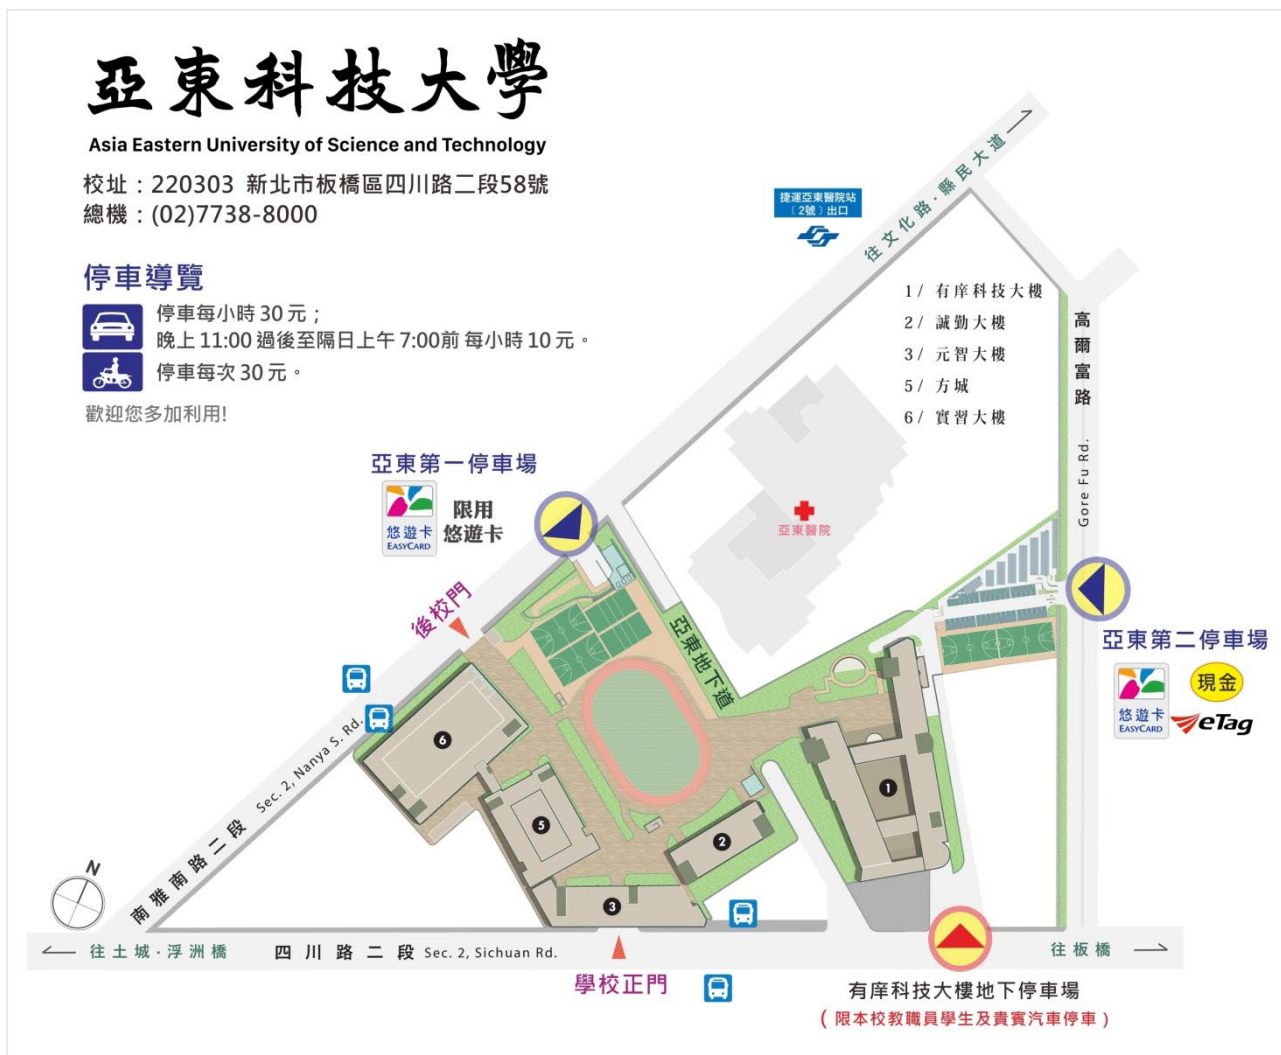 亞東科技大學
Asia Eastern University of Science and Technology
校址：220303 新北市板橋區四川路二段58號
總機：(02)7738-8000
停車導覽
停車每小時 30 元；
晚上 11:00 過後至隔日上午 7:00前 每小時 10 元。
停車每次 30 元。
歡迎您多加利用!
捷運亞東醫院站
（2號）出口
往文化路·縣民大道
1/ 有庠科技大樓
2/ 誠勤大樓
3/ 元智大樓
5/ 方城
6/ 實習大樓
高爾富路
Gore Fu Rd.
亞東第一停車場
悠遊卡
EASYCARD
限用
悠遊卡
亞東醫院
後校門
亞東地下道
亞東第二停車場
悠遊卡
EASYCARD
現金
eTag
6
5
3
2
1
南雅南路二段 Sec. 2, Nanya S. Rd.
N
往土城·浮洲橋
四川路二段 Sec. 2, Sichuan Rd.
往板橋
學校正門
有庠科技大樓地下停車場
(限本校教職員學生及貴賓汽車停車)